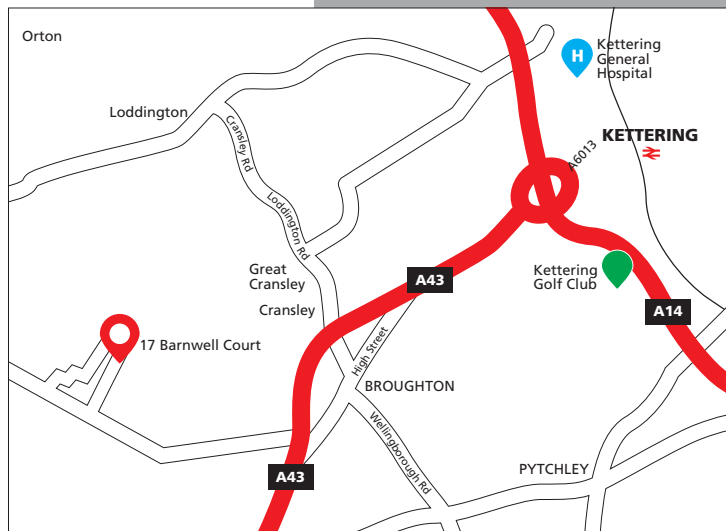 Orton
H
Kettering
General
Hospital
Loddington
KETTERING
A6013
Cransley Rd
Loddington Rd
Great
Cransley
Kettering
Golf Club
A43
Cransley
A14
17 Barnwell Court
High Street
BROUGHTON
Wellingborough Rd
PYTCHLEY
A43